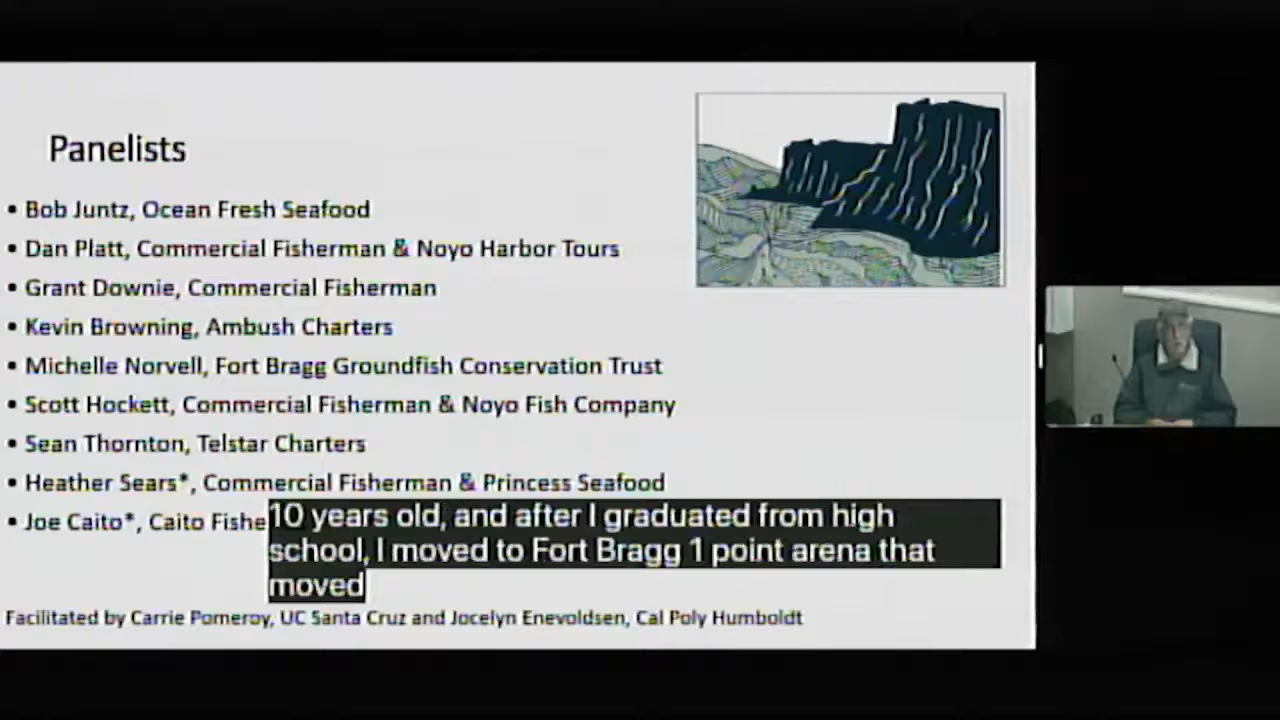 Panelists
• Bob Juntz, Ocean Fresh Seafood
• Dan Platt, Commercial Fisherman & Noyo Harbor Tours
• Grant Downie, Commercial Fisherman
• Kevin Browning, Ambush Charters
• Michelle Norvell, Fort Bragg Groundfish Conservation Trust
• Scott Hockett, Commercial Fisherman & Noyo Fish Company
• Sean Thornton, Telstar Charters
• Heather Sears*, Commercial Fisherman & Princess Seafood
• Joe Caito*, Caito Fishe
10 years old, and after I graduated from high
school, I moved to Fort Bragg 1 point arena that
moved
Facilitated by Carrie Pomeroy, UC Santa Cruz and Jocelyn Enevoldsen, Cal Poly Humboldt